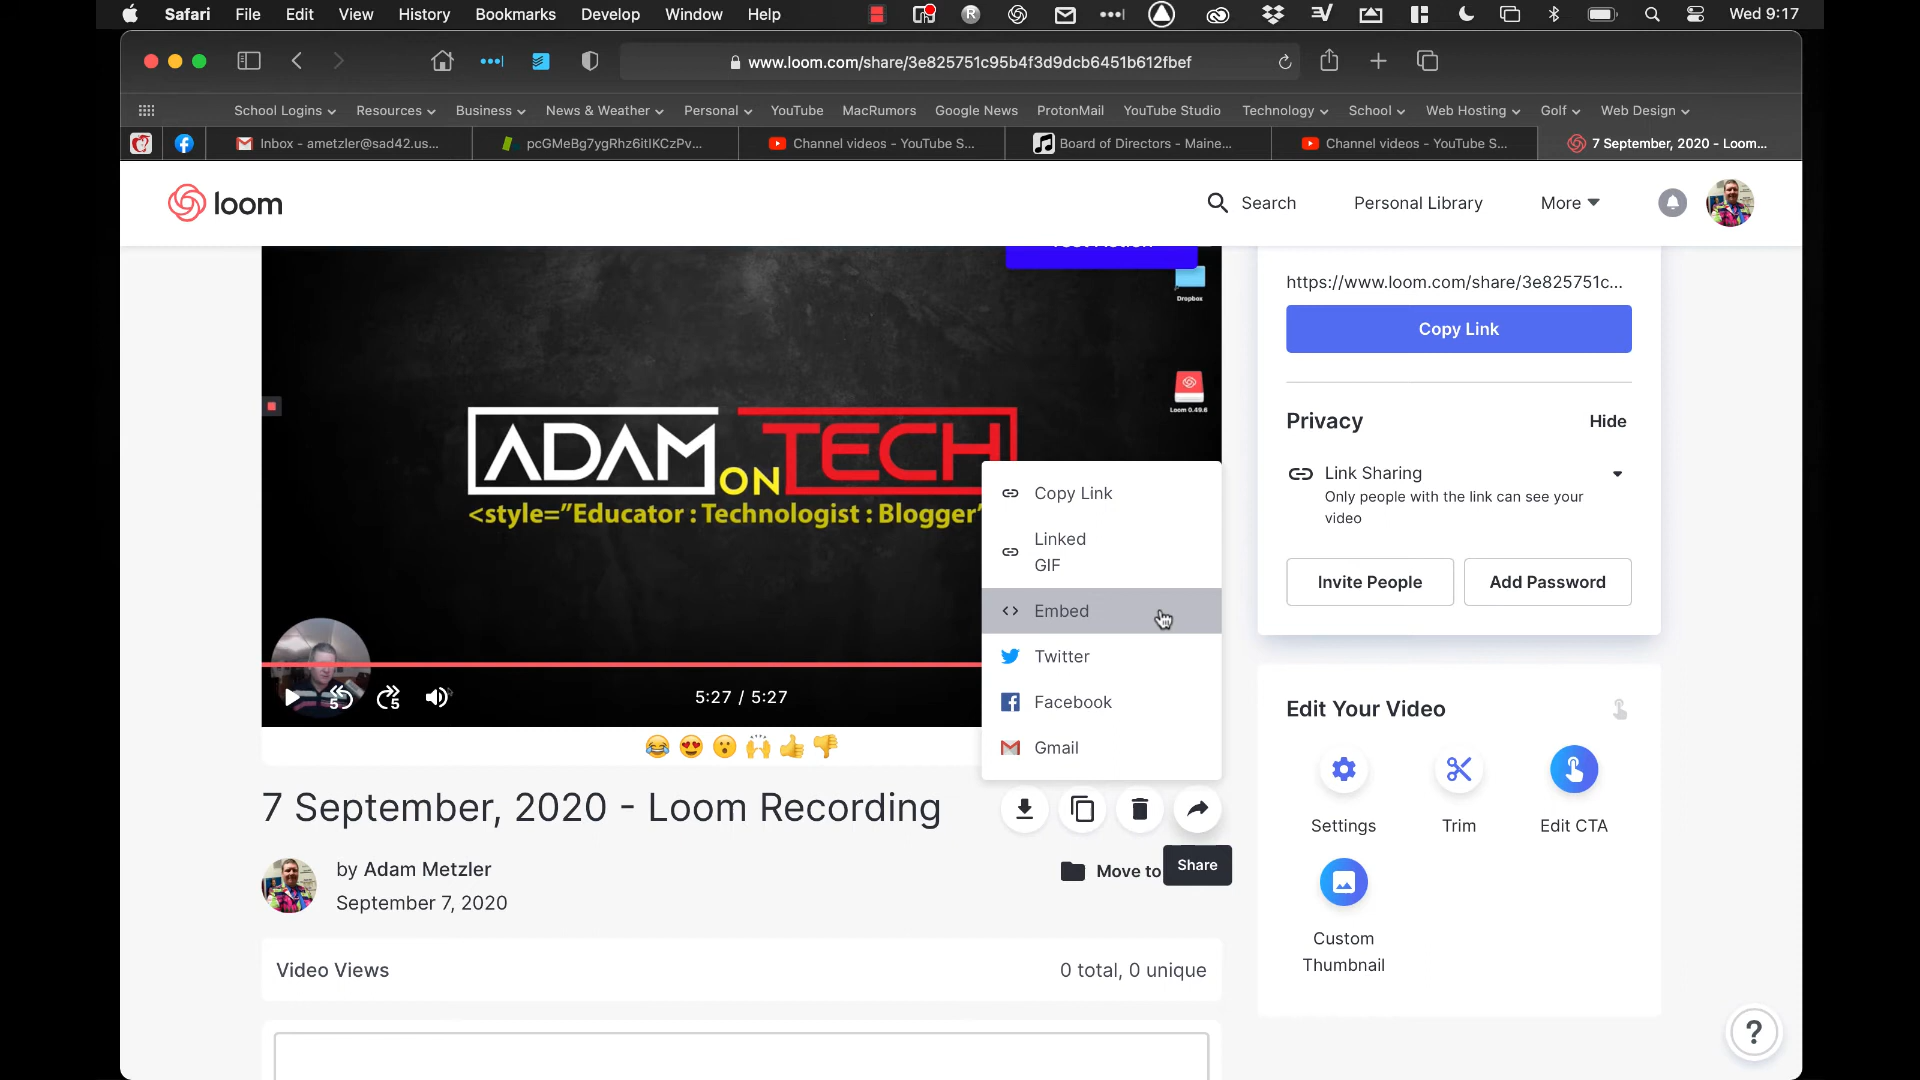 Safari File Edit View History Bookmarks Develop Window Help Wed 9:17
www.loom.com/share/3e825751c95b4f3d9dcb6451b612fbef
School Logins Resources Business News & Weather Personal YouTube MacRumors Google News ProtonMail YouTube Studio Technology School Web Hosting Golf Web Design
Inbox - ametzler@sad42.us... pcGMeBg7ygRhz6itIKCzPv... Channel videos - YouTube S... Board of Directors - Maine... Channel videos - YouTube S... 7 September, 2020 - Loom...
loom Search Personal Library More
Dropbox
https://www.loom.com/share/3e825751c...
Copy Link
Loom 0.49.6
ADAM ON TECH
<style="Educator : Technologist : Blogger"
Privacy Hide
Link Sharing
Only people with the link can see your
video
Invite People Add Password
Copy Link
Linked
GIF
Embed
Twitter
Facebook
Gmail
5 5 5:27 / 5:27
Edit Your Video
Settings Trim Edit CTA
Custom
Thumbnail
7 September, 2020 - Loom Recording
by Adam Metzler
September 7, 2020
Move to
Share
Video Views 0 total, 0 unique
?